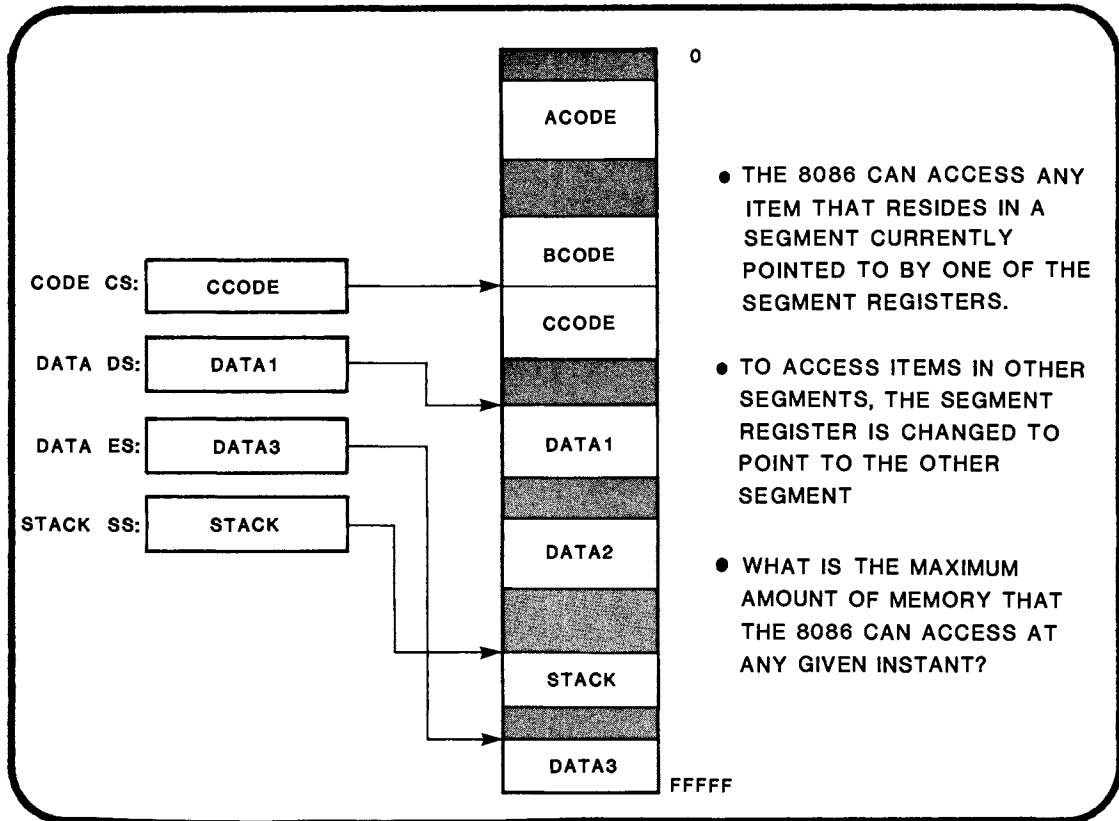 0
ACODE
BCODE
CODE CS:
CCODE
CCODE
DATA DS:
DATA1
DATA1
DATA ES:
DATA3
STACK SS:
STACK
DATA2
STACK
DATA3
FFFFF
● THE 8086 CAN ACCESS ANY
ITEM THAT RESIDES IN A
SEGMENT CURRENTLY
POINTED TO BY ONE OF THE
SEGMENT REGISTERS.
● TO ACCESS ITEMS IN OTHER
SEGMENTS, THE SEGMENT
REGISTER IS CHANGED TO
POINT TO THE OTHER
SEGMENT
● WHAT IS THE MAXIMUM
AMOUNT OF MEMORY THAT
THE 8086 CAN ACCESS AT
ANY GIVEN INSTANT?